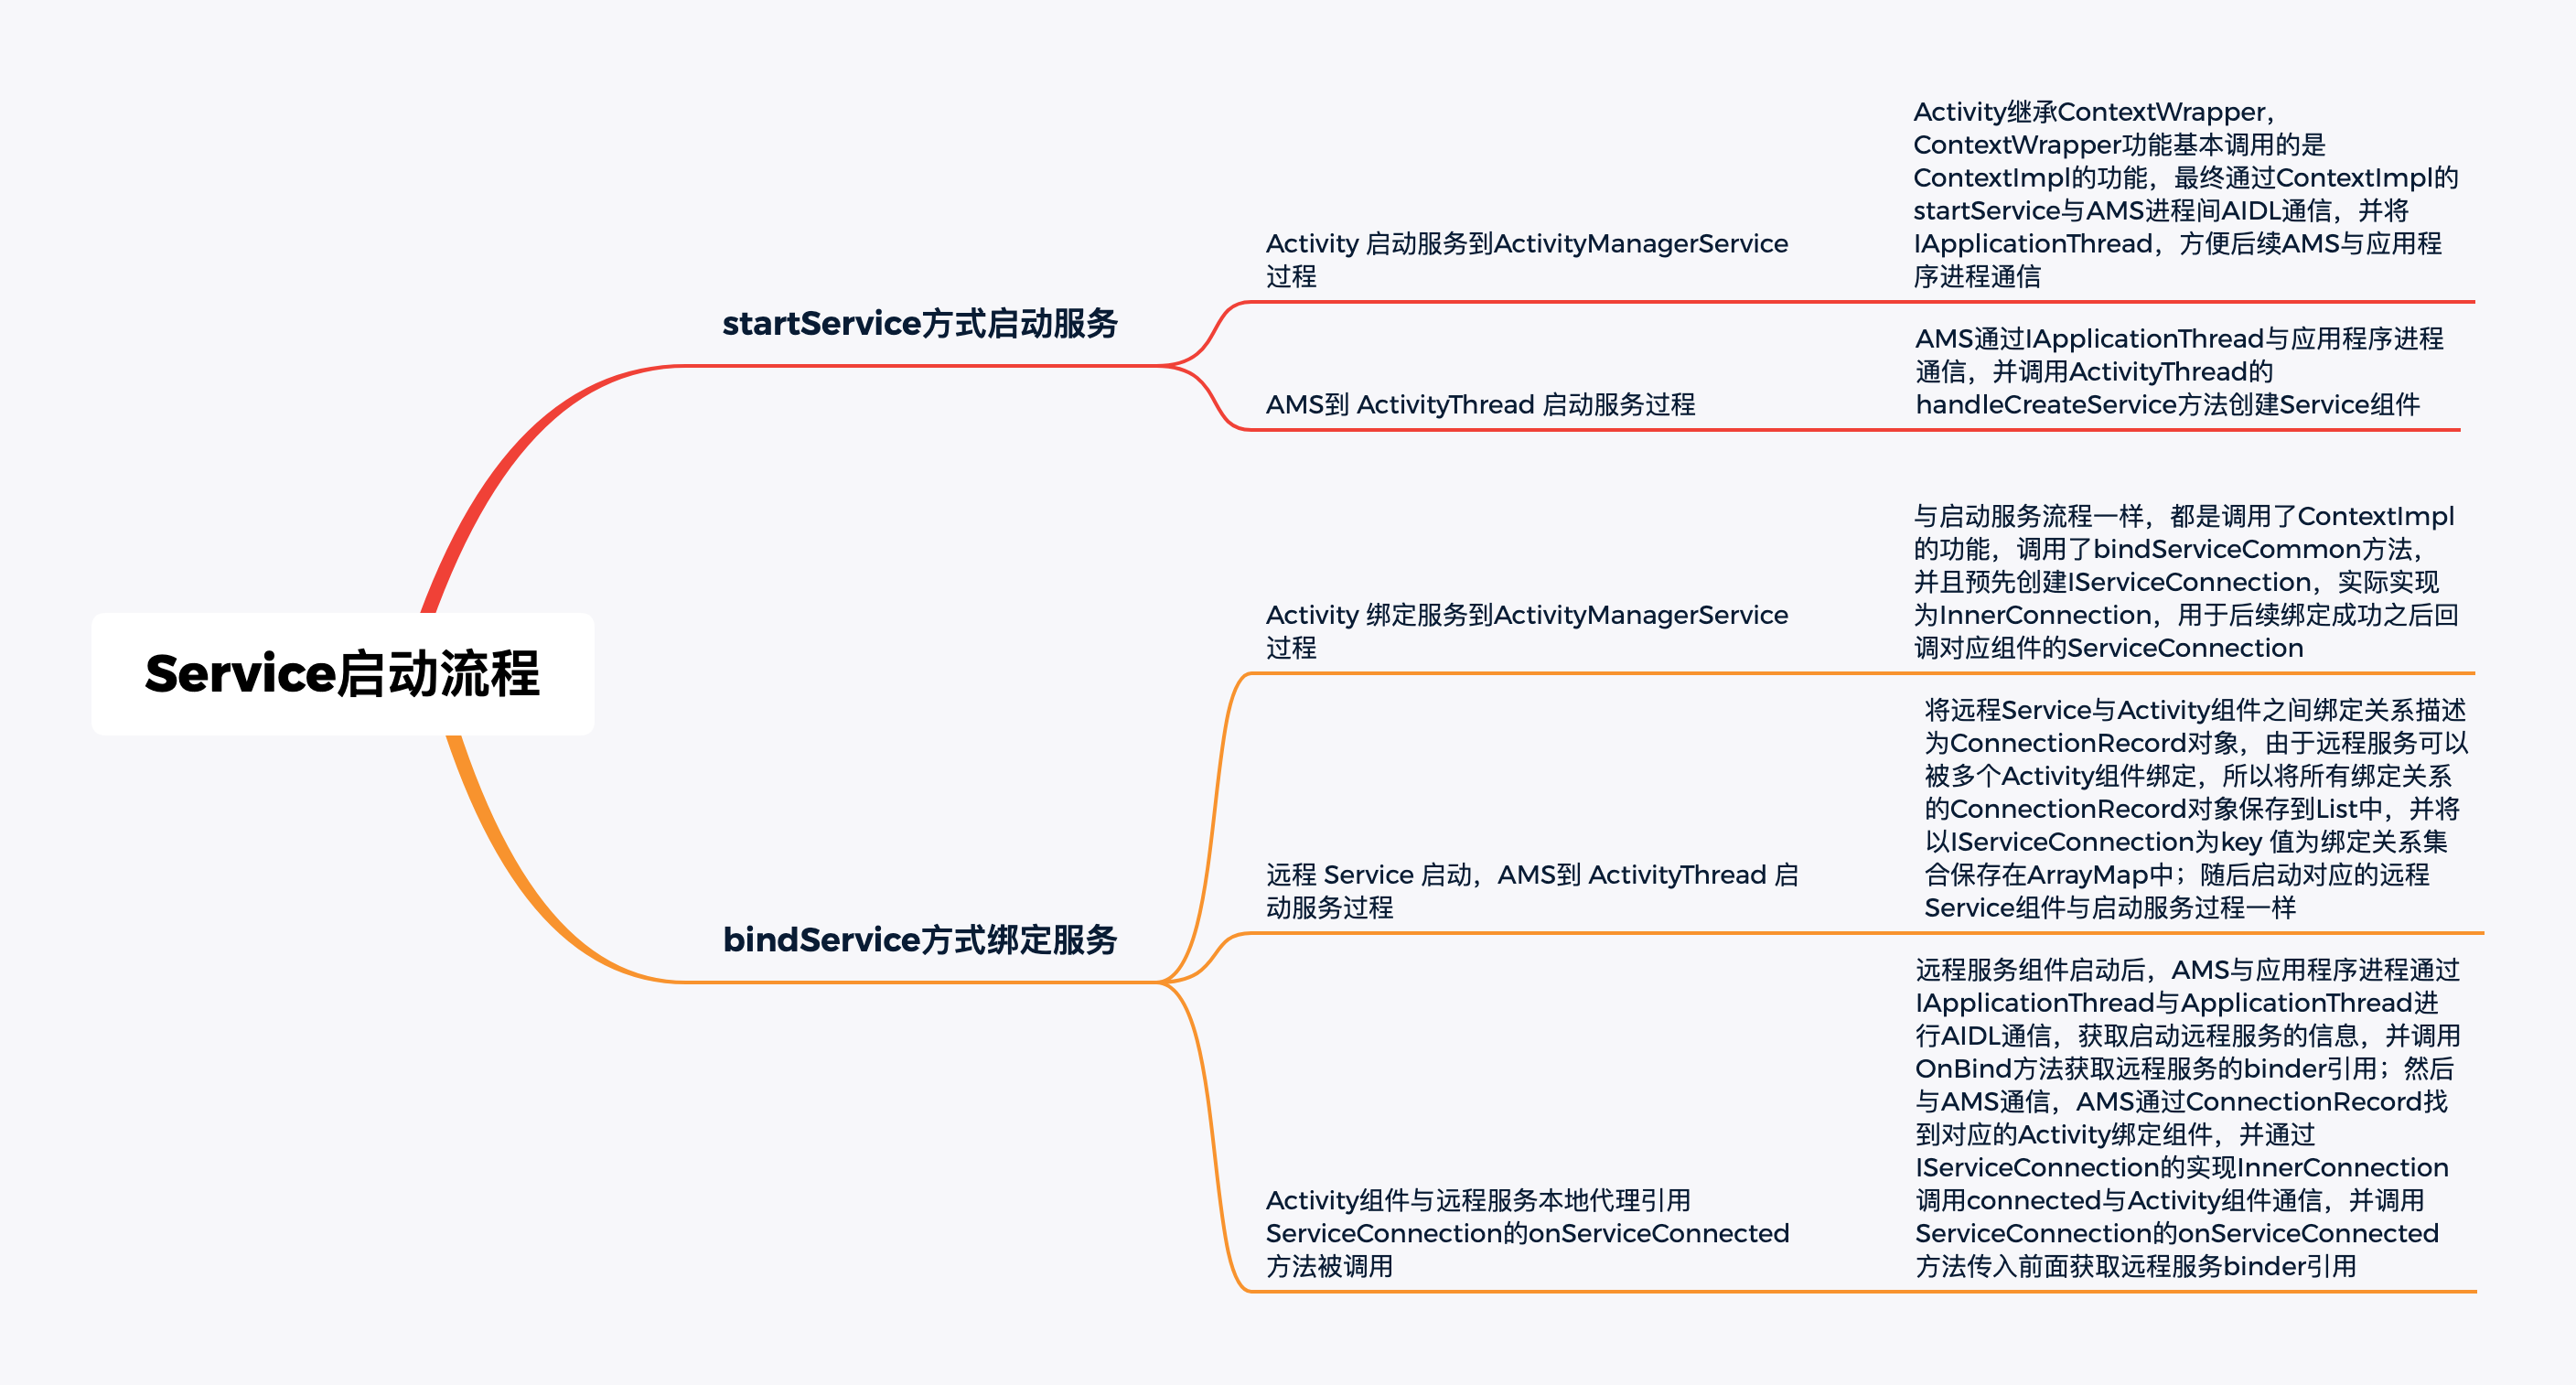 Service启动流程
startService方式启动服务
Activity 启动服务到ActivityManagerService
过程
Activity继承ContextWrapper，
ContextWrapper功能基本调用的是
ContextImpl的功能，最终通过ContextImpl的
startService与AMS进程间AIDL通信，并将
IApplicationThread，方便后续AMS与应用程
序进程通信
AMS到 ActivityThread 启动服务过程
AMS通过IApplicationThread与应用程序进程
通信，并调用ActivityThread的
handleCreateService方法创建Service组件
bindService方式绑定服务
Activity 绑定服务到ActivityManagerService
过程
与启动服务流程一样，都是调用了ContextImpl
的功能，调用了bindServiceCommon方法，
并且预先创建IServiceConnection，实际实现
为InnerConnection，用于后续绑定成功之后回
调对应组件的ServiceConnection
远程 Service 启动，AMS到 ActivityThread 启
动服务过程
将远程Service与Activity组件之间绑定关系描述
为ConnectionRecord对象，由于远程服务可以
被多个Activity组件绑定，所以将所有绑定关系
的ConnectionRecord对象保存到List中，并将
以IServiceConnection为key 值为绑定关系集
合保存在ArrayMap中；随后启动对应的远程
Service组件与启动服务过程一样
Activity组件与远程服务本地代理引用
ServiceConnection的onServiceConnected
方法被调用
远程服务组件启动后，AMS与应用程序进程通过
IApplicationThread与ApplicationThread进
行AIDL通信，获取启动远程服务的信息，并调用
OnBind方法获取远程服务的binder引用；然后
与AMS通信，AMS通过ConnectionRecord找
到对应的Activity绑定组件，并通过
IServiceConnection的实现InnerConnection
调用connected与Activity组件通信，并调用
ServiceConnection的onServiceConnected
方法传入前面获取远程服务binder引用